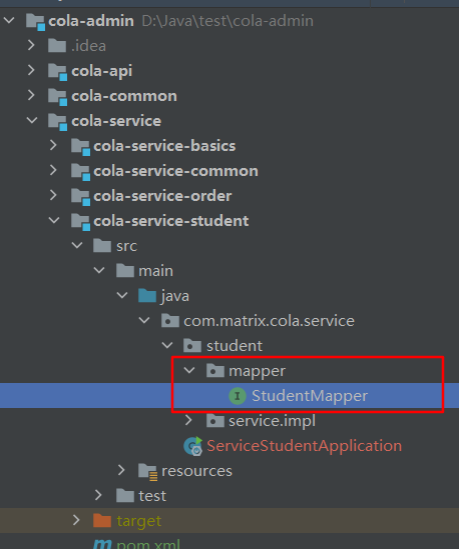 cola-admin D:\Java\test\cola-admin
.idea
cola-api
cola-common
cola-service
cola-service-basics
cola-service-common
cola-service-order
cola-service-student
src
main
java
com.matrix.cola.service
student
mapper
StudentMapper
service.impl
ServiceStudentApplication
resources
test
target
pom.xml